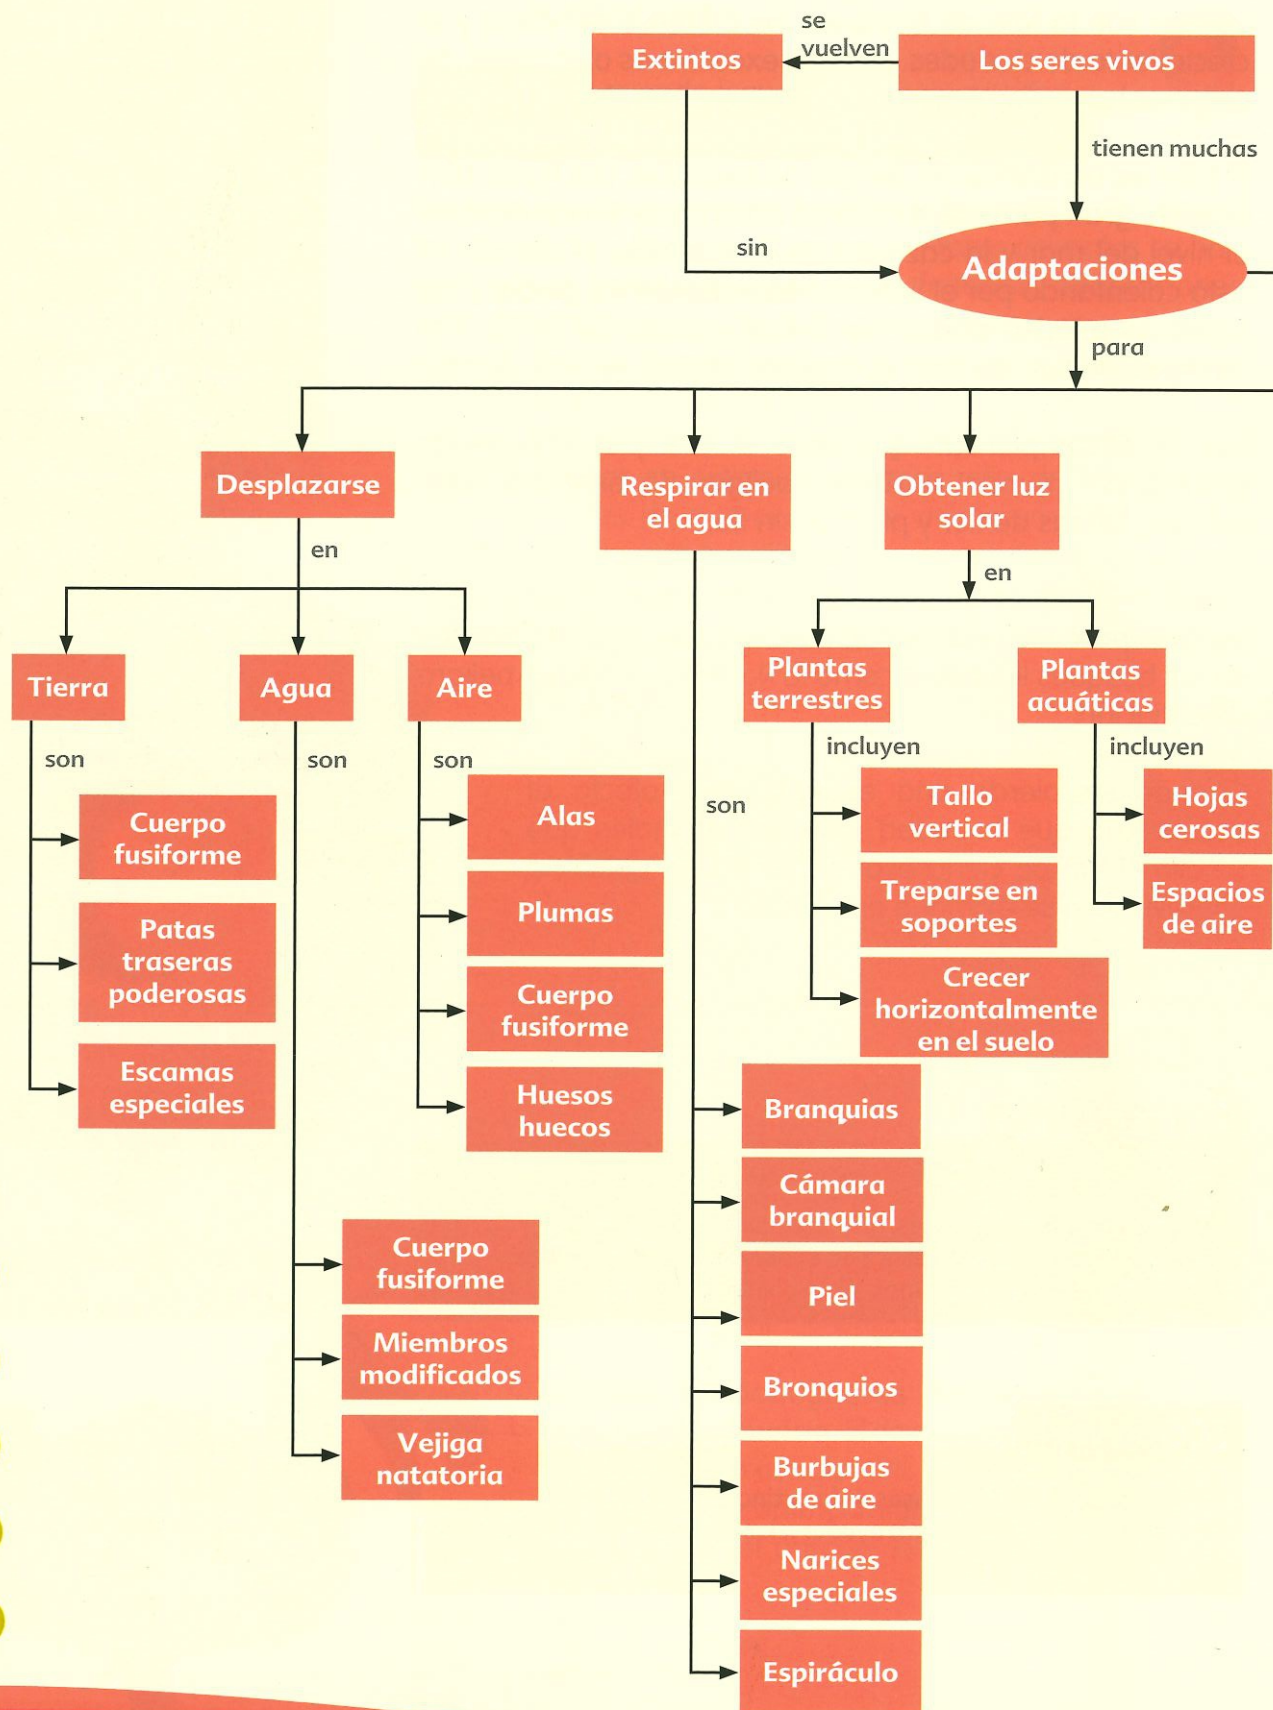 se
vuelven
Extintos
Los seres vivos
tienen muchas
sin
Adaptaciones
para
Desplazarse
Respirar en
el agua
Obtener luz
solar
en
en
Tierra
Agua
Aire
Plantas
terrestres
Plantas
acuáticas
son
son
son
son
incluyen
incluyen
Cuerpo
fusiforme
Patas
traseras
poderosas
Escamas
especiales
Alas
Plumas
Cuerpo
fusiforme
Huesos
huecos
Tallo
vertical
Treparse en
soportes
Crecer
horizontalmente
en el suelo
Hojas
cerosas
Espacios
de aire
Cuerpo
fusiforme
Miembros
modificados
Vejiga
natatoria
Branquias
Cámara
branquial
Piel
Bronquios
Burbujas
de aire
Narices
especiales
Espiráculo